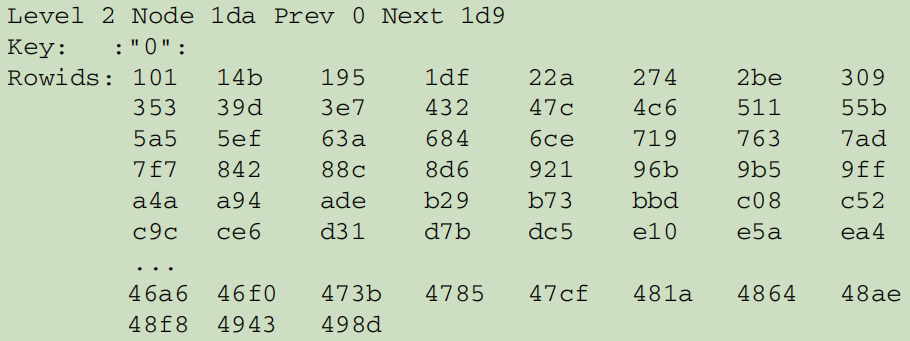 Level 2 Node 1da Prev 0 Next 1d9
Key: :"0":
Rowids: 101 14b 195 1df 22a 274 2be 309
353 39d 3e7 432 47c 4c6 511 55b
5a5 5ef 63a 684 6ce 719 763 7ad
7f7 842 88c 8d6 921 96b 9b5 9ff
a4a a94 ade b29 b73 bbd c08 c52
c9c ce6 d31 d7b dc5 e10 e5a ea4
...
46a6 46f0 473b 4785 47cf 481a 4864 48ae
48f8 4943 498d